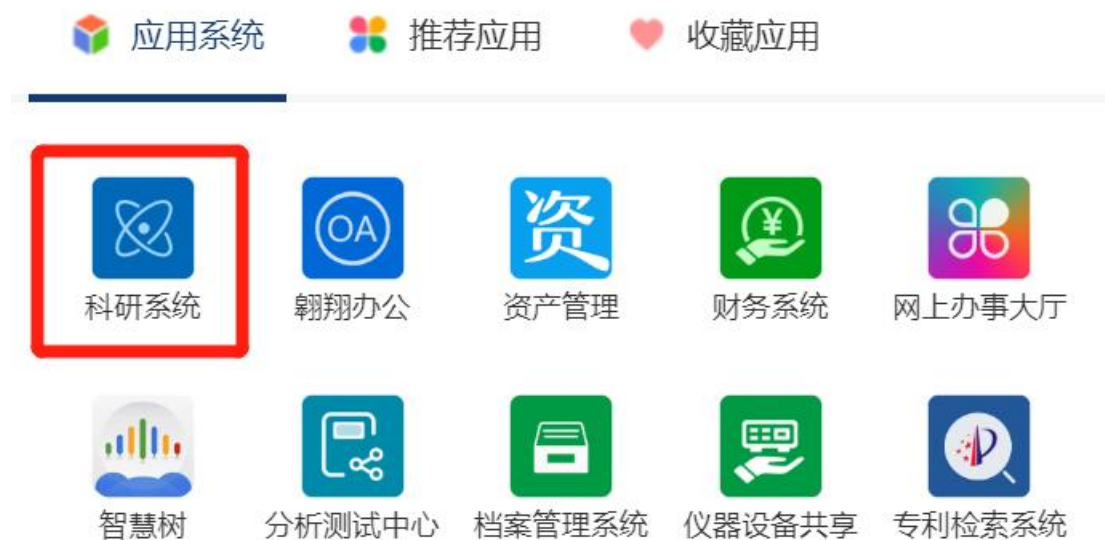 应用系统 推荐应用 收藏应用
OA 资 ¥
科研系统 翱翔办公 资产管理 财务系统 网上办事大厅
智慧树 分析测试中心 档案管理系统 仪器设备共享 专利检索系统